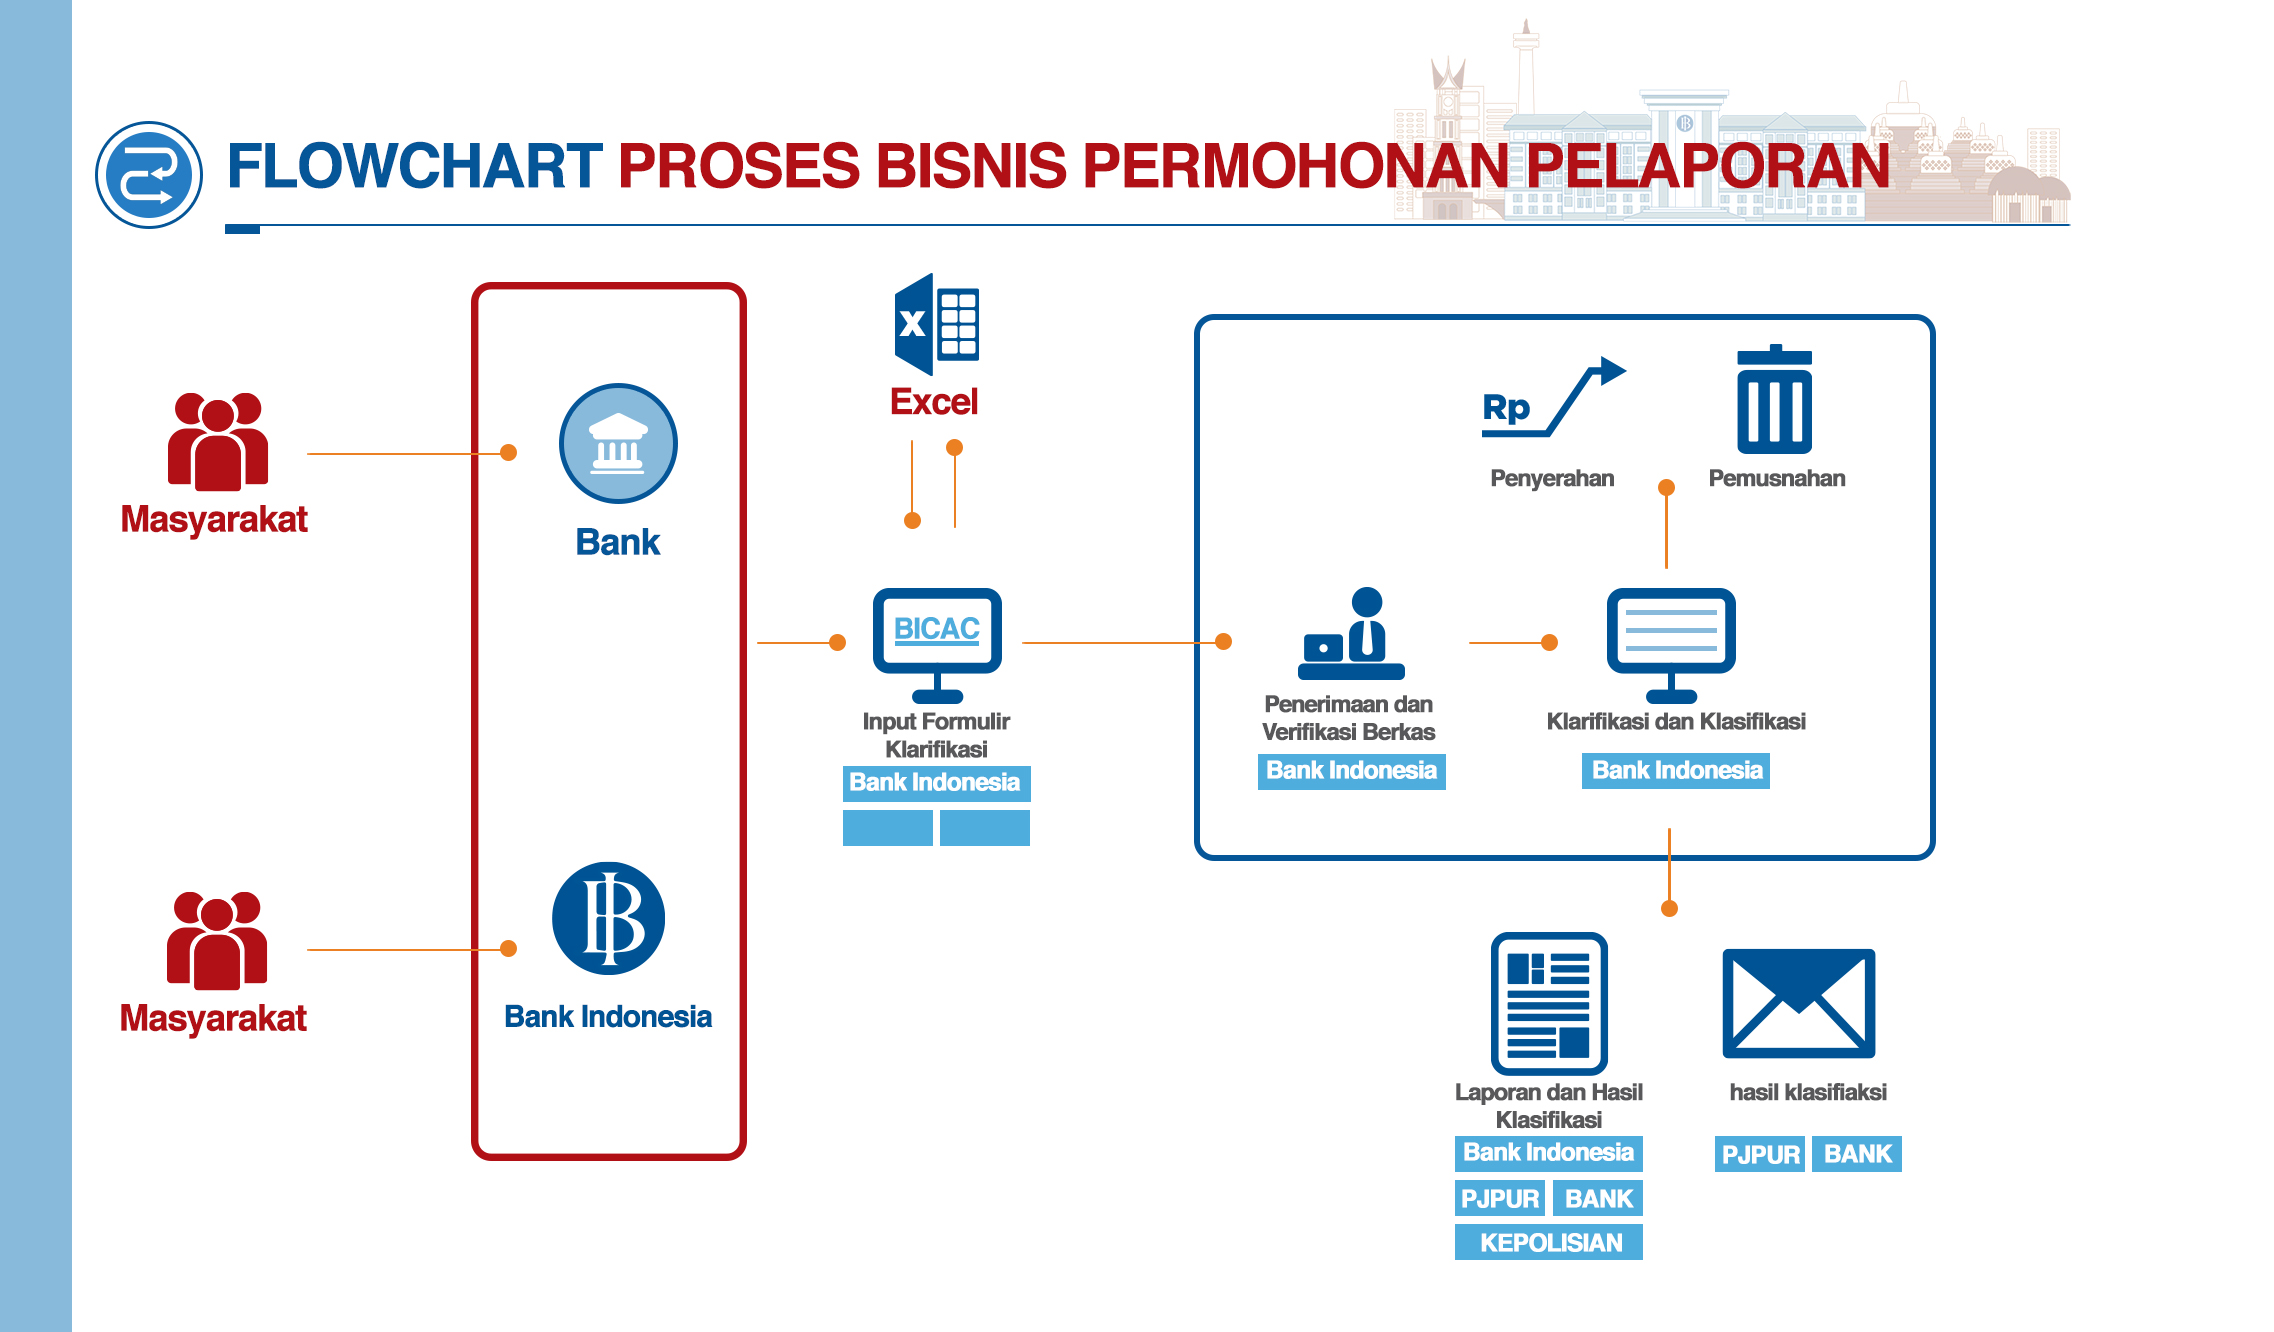 FLOWCHART PROSES BISNIS PERMOHONAN PELAPORAN
Masyarakat
Bank
Masyarakat
Bank Indonesia
X
Excel
BICAC
Input Formulir
Klarifikasi
Bank Indonesia
Rp
Penyerahan
Pemusnahan
Penerimaan dan
Verifikasi Berkas
Bank Indonesia
Klarifikasi dan Klasifikasi
Bank Indonesia
Laporan dan Hasil
Klasifikasi
Bank Indonesia
PJPUR BANK
KEPOLISIAN
hasil klasifiaksi
PJPUR BANK